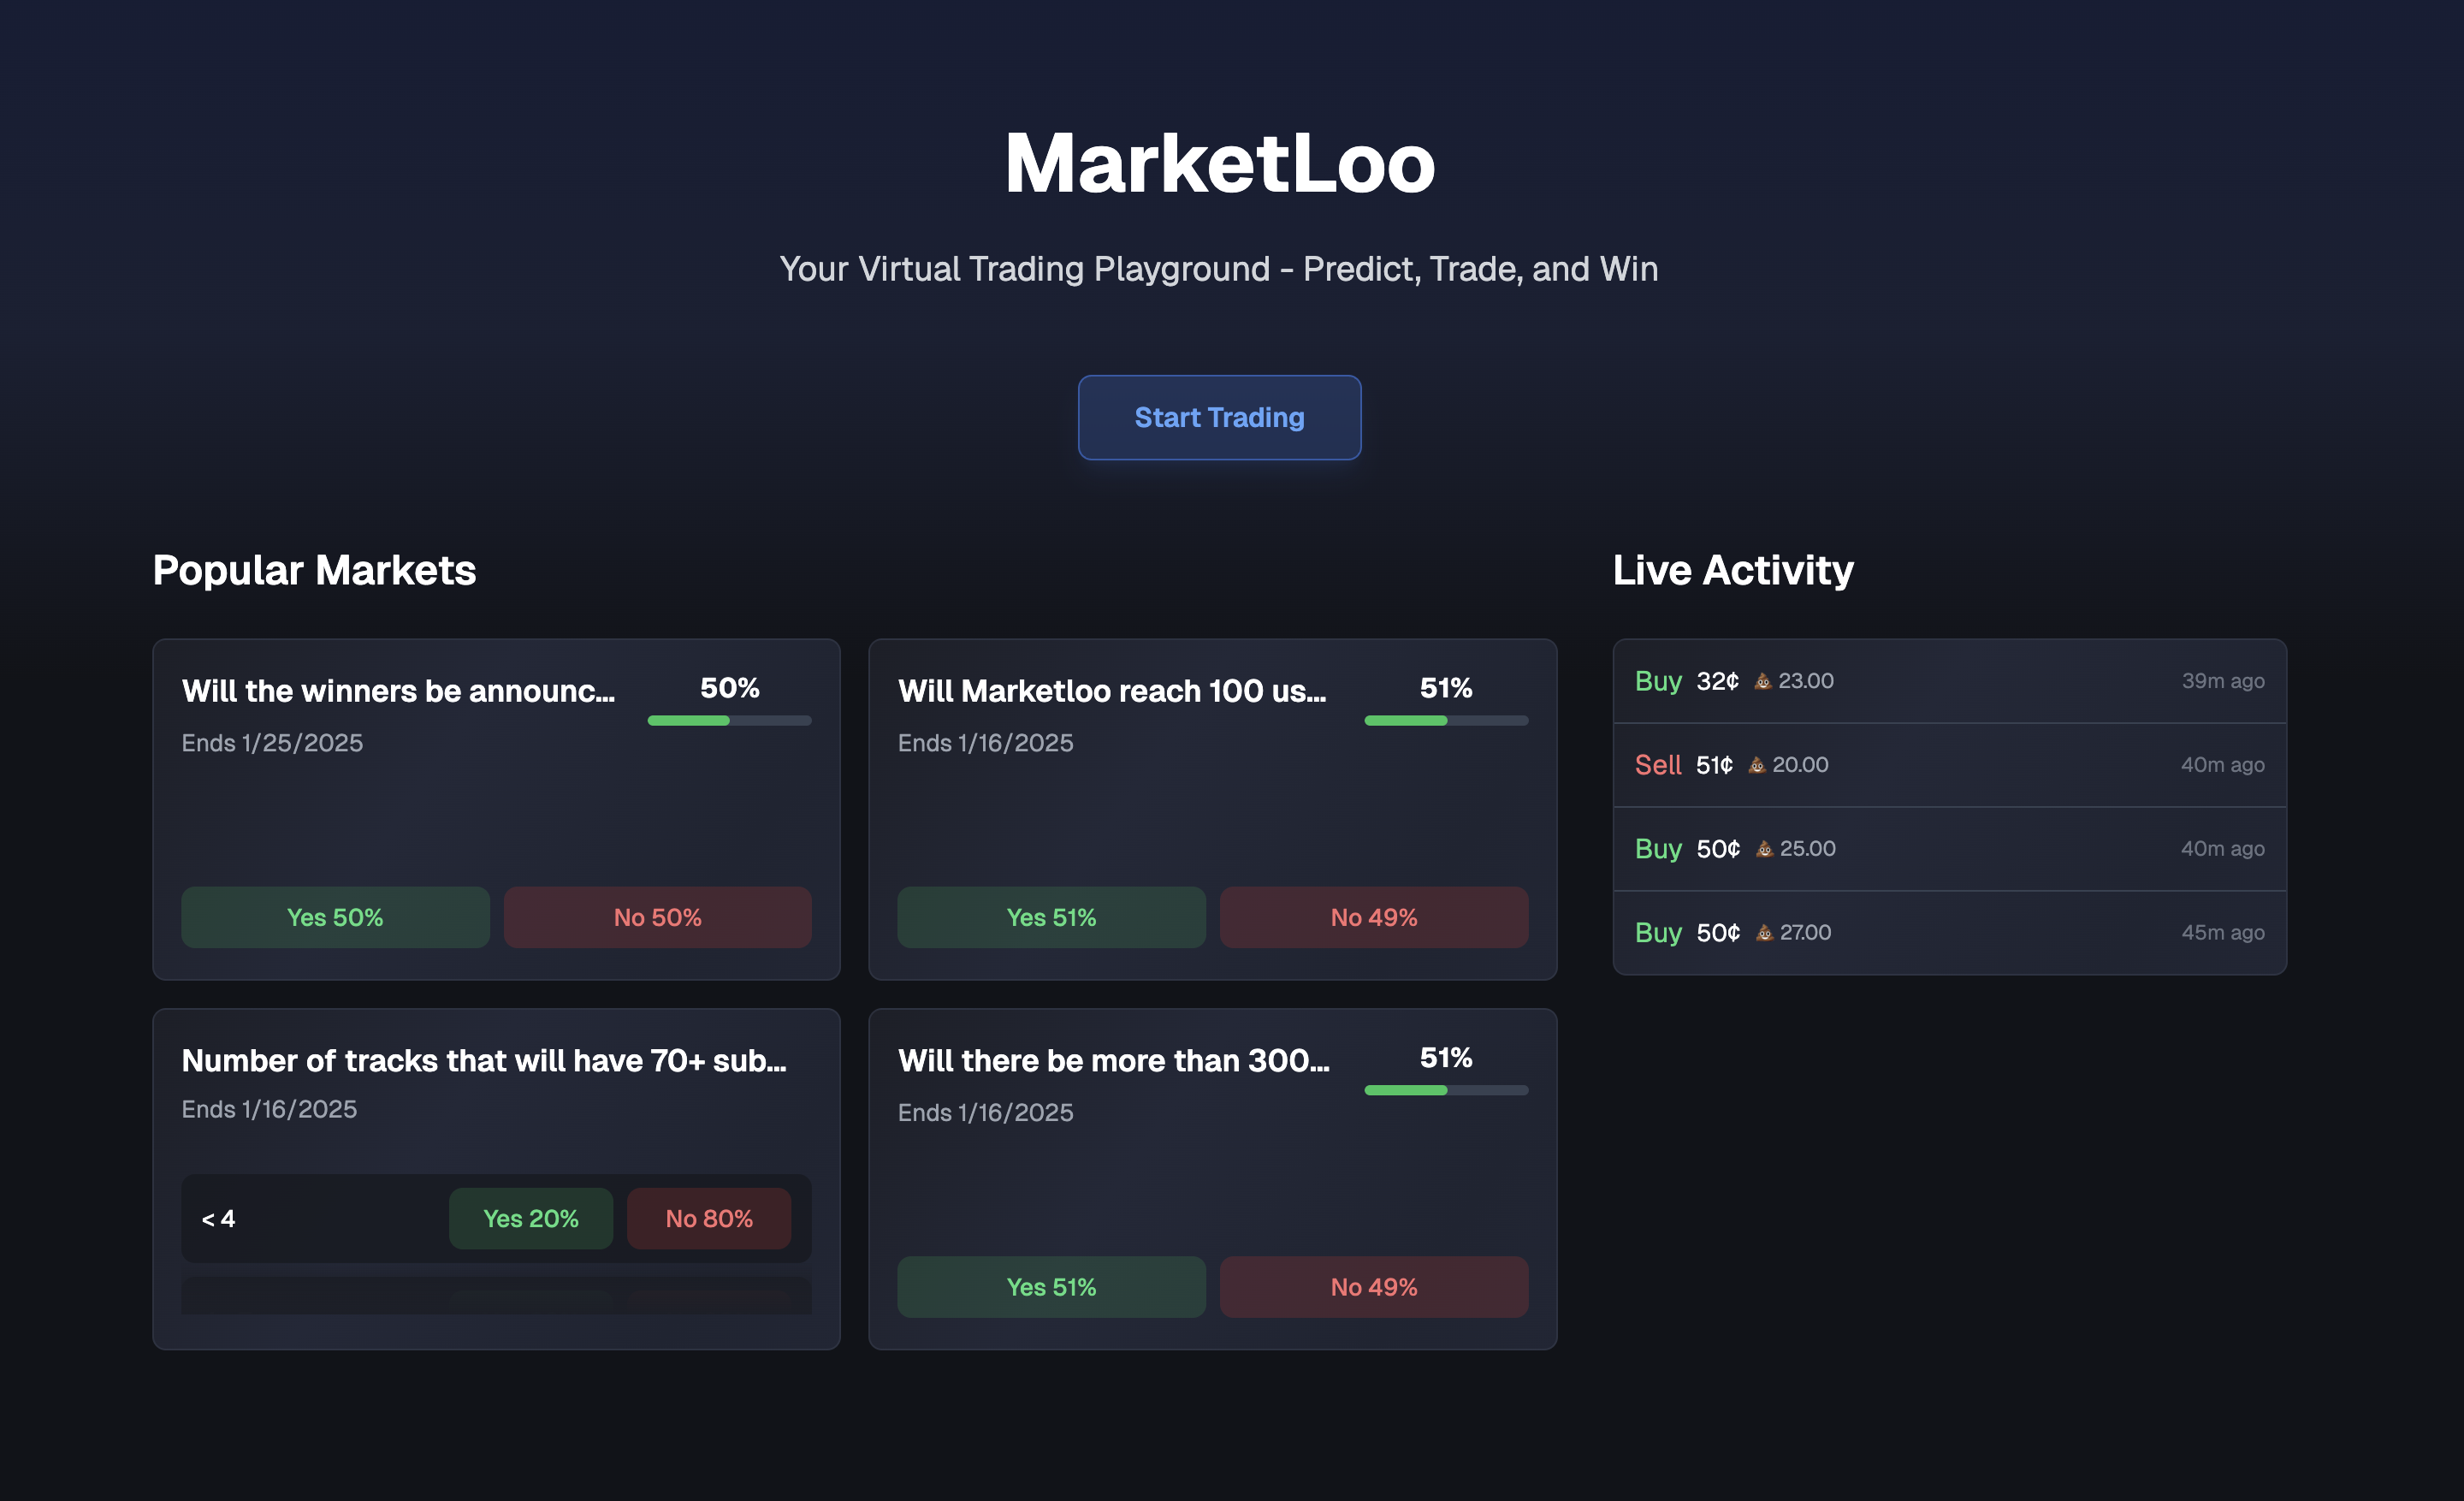 MarketLoo
Your Virtual Trading Playground - Predict, Trade, and Win
Start Trading
Popular Markets
Will the winners be announc...
50%
Ends 1/25/2025
Yes 50%
No 50%
Will Marketloo reach 100 us...
51%
Ends 1/16/2025
Yes 51%
No 49%
Number of tracks that will have 70+ sub...
Ends 1/16/2025
< 4
Yes 20%
No 80%
Will there be more than 300...
51%
Ends 1/16/2025
Yes 51%
No 49%
Live Activity
Buy 32¢ 💩 23.00 39m ago
Sell 51¢ 💩 20.00 40m ago
Buy 50¢ 💩 25.00 40m ago
Buy 50¢ 💩 27.00 45m ago